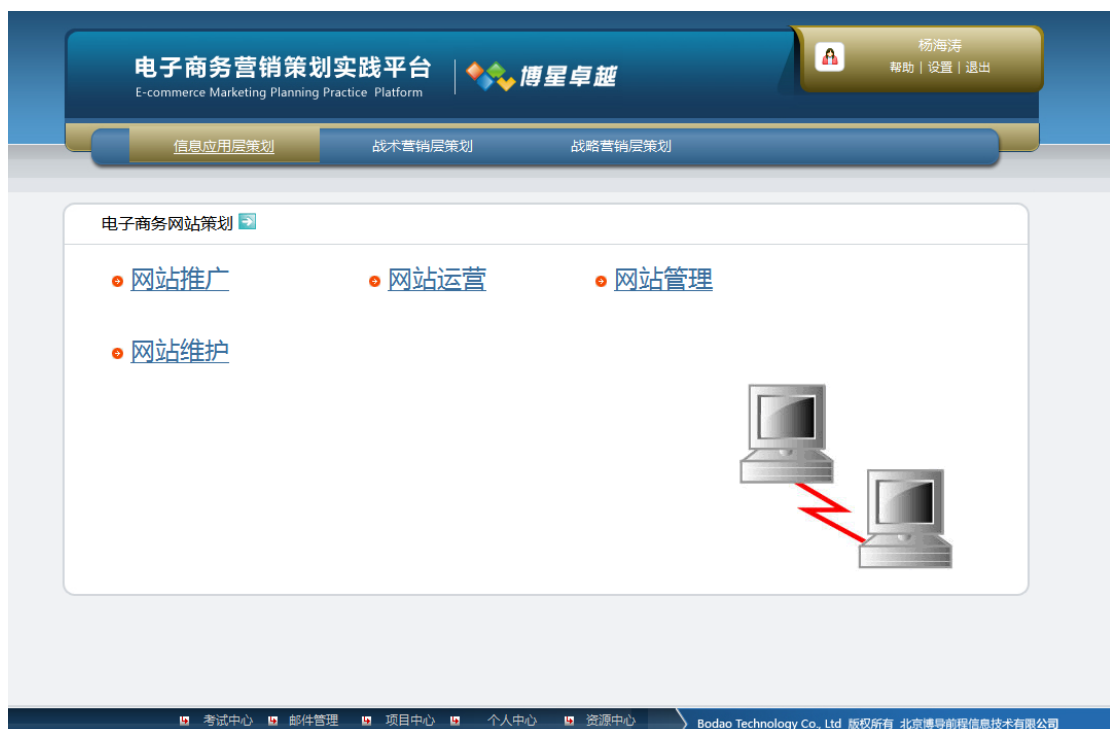 电子商务营销策划实践平台
E-commerce Marketing Planning Practice Platform
博星卓越
杨海涛
帮助 | 设置 | 退出
信息应用层策划 战术营销层策划 战略营销层策划
电子商务网站策划
网站推广 网站运营 网站管理
网站维护
考试中心 邮件管理 项目中心 个人中心 资源中心 Bodao Technology Co., Ltd 版权所有 北京博导前程信息技术有限公司